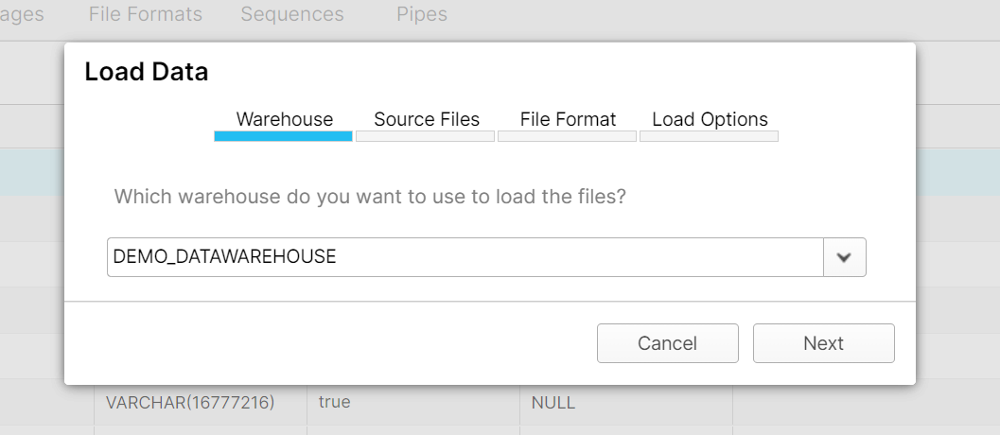 ages File Formats Sequences Pipes
Load Data
Warehouse Source Files File Format Load Options
Which warehouse do you want to use to load the files?
DEMO_DATAWAREHOUSE
Cancel Next
VARCHAR(16777216) true NULL